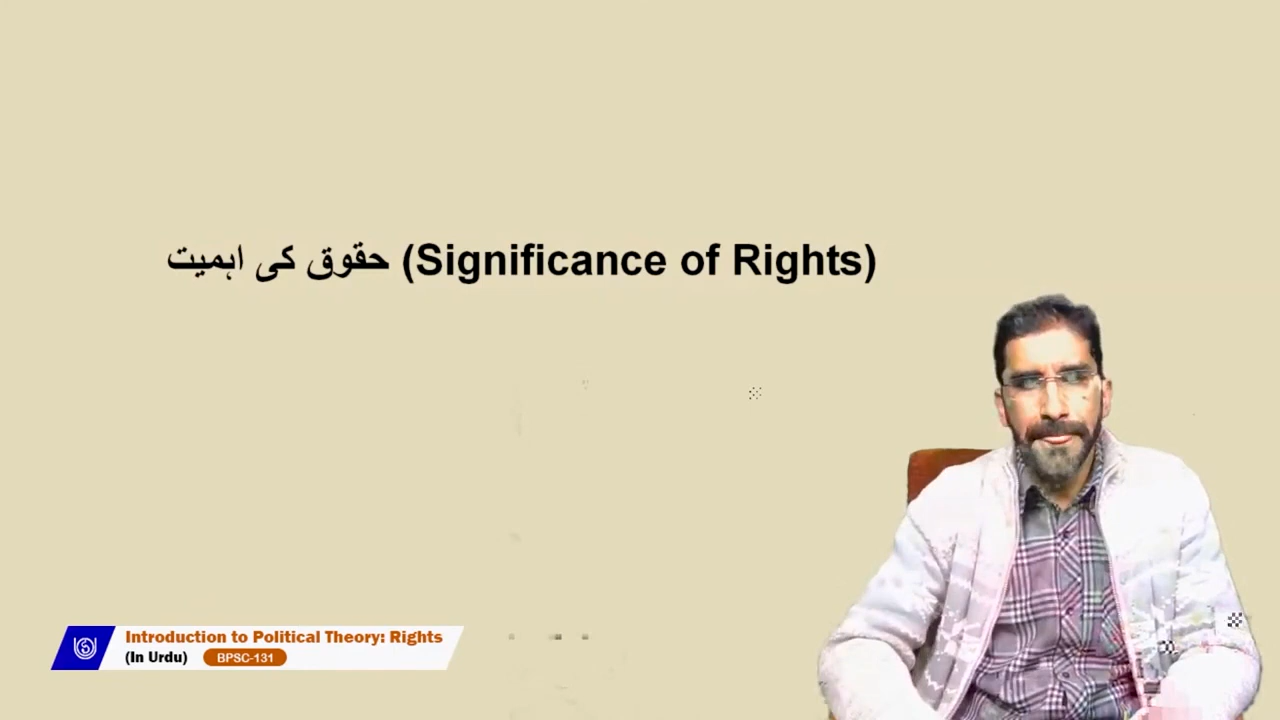 حقوق کی اہمیت (Significance of Rights)
Introduction to Political Theory: Rights
(In Urdu) BPSC-131